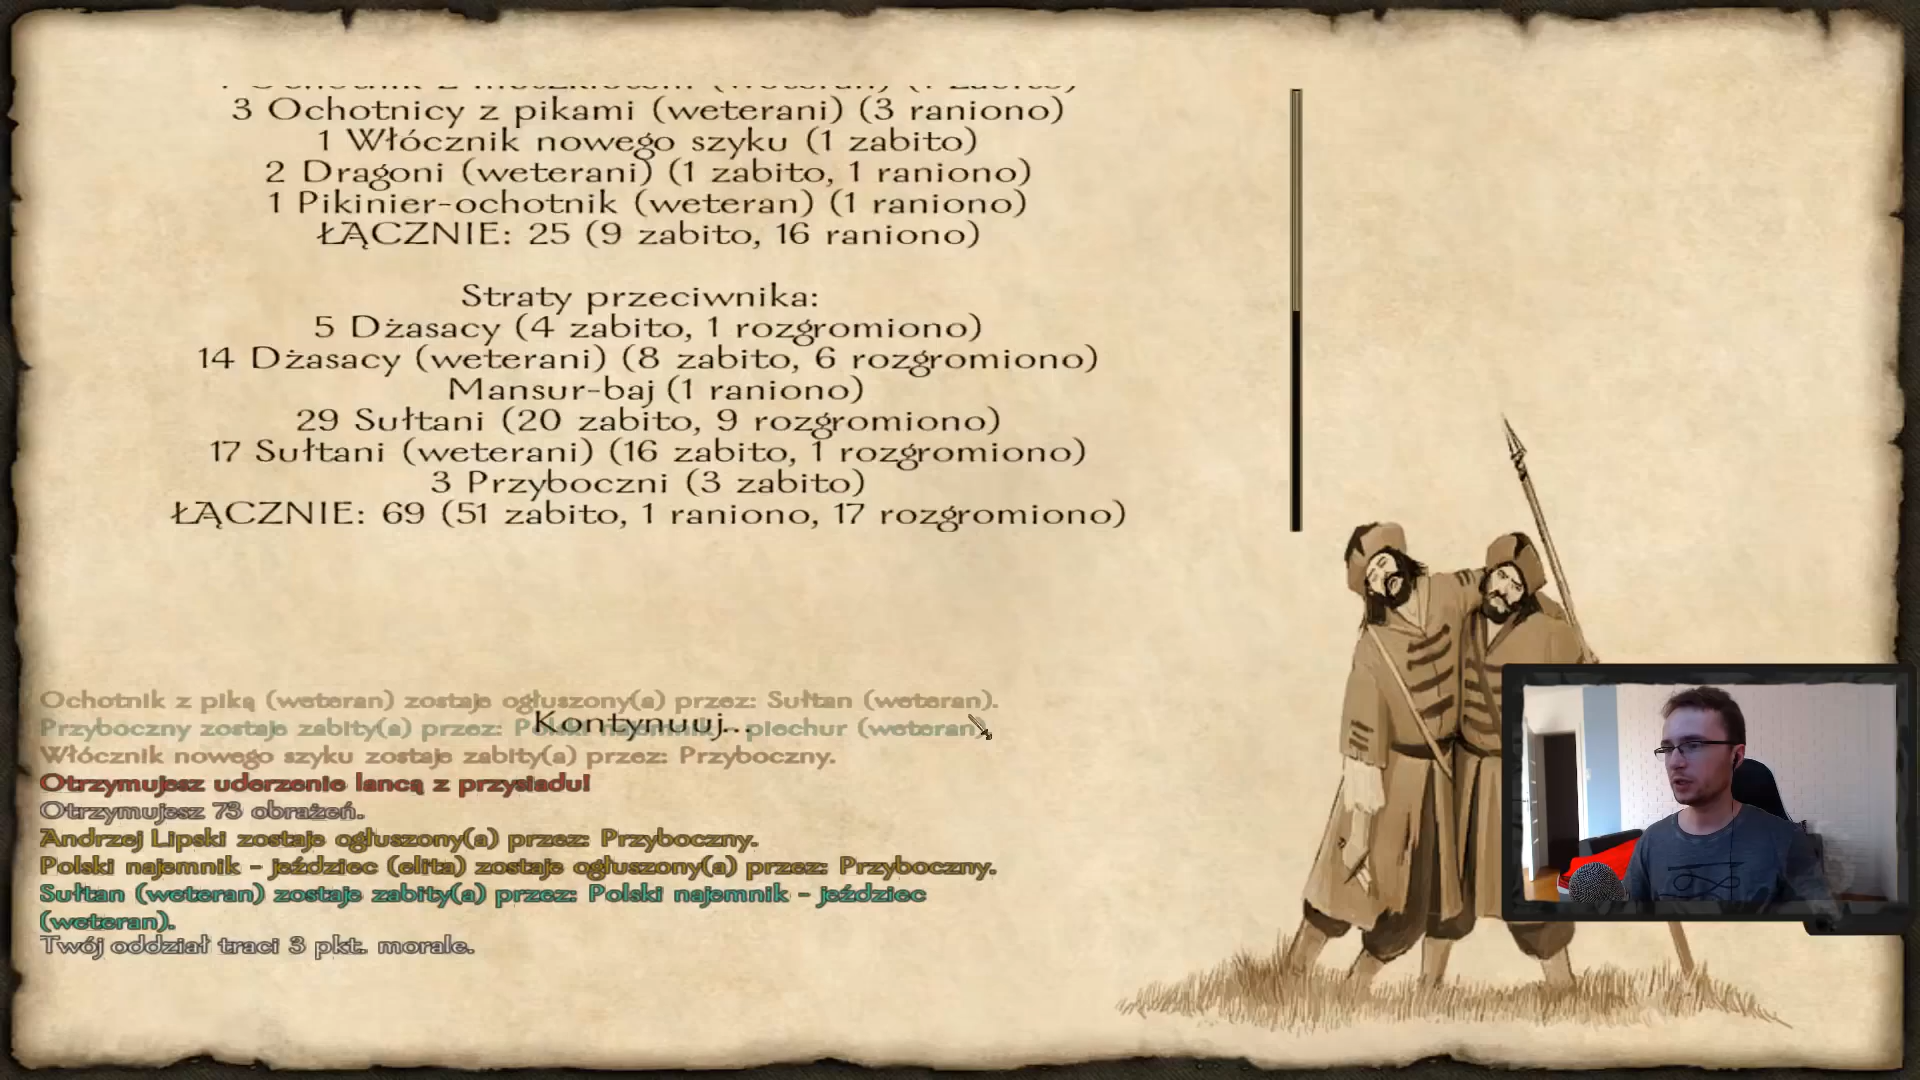 3 Ochotnicy z pikami (weterani) (3 raniono)
1 Włócznik nowego szyku (1 zabito)
2 Dragoni (weterani) (1 zabito, 1 raniono)
1 Pikinier-ochotnik (weteran) (1 raniono)
ŁĄCZNIE: 25 (9 zabito, 16 raniono)
Straty przeciwnika:
5 Dżasacy (4 zabito, 1 rozgromiono)
14 Dżasacy (weterani) (8 zabito, 6 rozgromiono)
Mansur-baj (1 raniono)
29 Sułtani (20 zabito, 9 rozgromiono)
17 Sułtani (weterani) (16 zabito, 1 rozgromiono)
3 Przyboczni (3 zabito)
ŁĄCZNIE: 69 (51 zabito, 1 raniono, 17 rozgromiono)
Ochotnik z piką (weteran) zostaje ogłuszony(a) przez: Sułtan (weteran).
Kontynuuj...
Przyboczny zostaje zabity(a) przez: Polski najemnik - piechur (weteran).
Włócznik nowego szyku zostaje zabity(a) przez: Przyboczny.
Otrzymujesz uderzenie lancą z przysiadu!
Otrzymujesz 73 obrażeń.
Andrzej Lipski zostaje ogłuszony(a) przez: Przyboczny.
Polski najemnik - jeździec (elita) zostaje ogłuszony(a) przez: Przyboczny.
Sułtan (weteran) zostaje zabity(a) przez: Polski najemnik - jeździec
(weteran).
Twój oddział traci 3 pkt. morale.